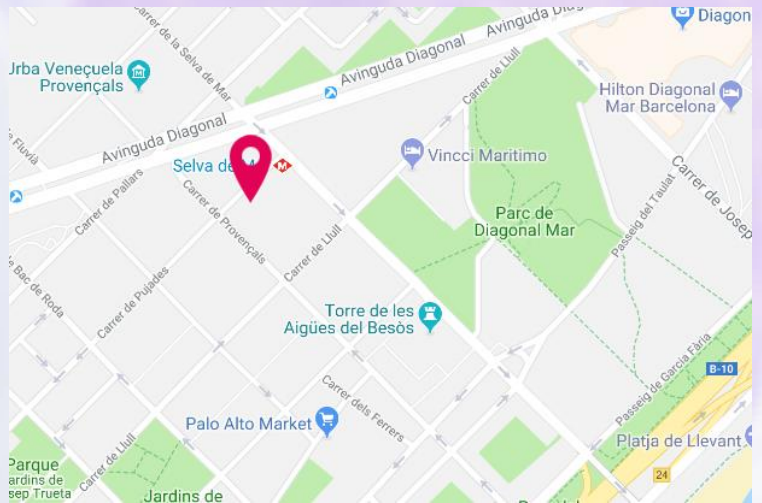 Diagon
Avinguda Diagonal
Avinguda
Carrer de la Selva de Mar
Urba Veneçuela
Provençals
Carrer de Llull
Hilton Diagonal
Mar Barcelona
Avinguda Diagonal
Vincci Maritimo
Selva de
M
Carrer de Josep
Carrer de Pallars
Carrer de Provençals
Parc de
Diagonal Mar
Passeig del Taulat
Carrer de Llull
de Bac de Roda
Carrer de Pujades
Torre de les
Aigües del Besòs
Passeig de Garcia Fària
B-10
Carrer dels Ferrers
Palo Alto Market
Platja de Llevant
Carrer de Llull
Parque
Jardins de
sep Trueta
24
Jardins de